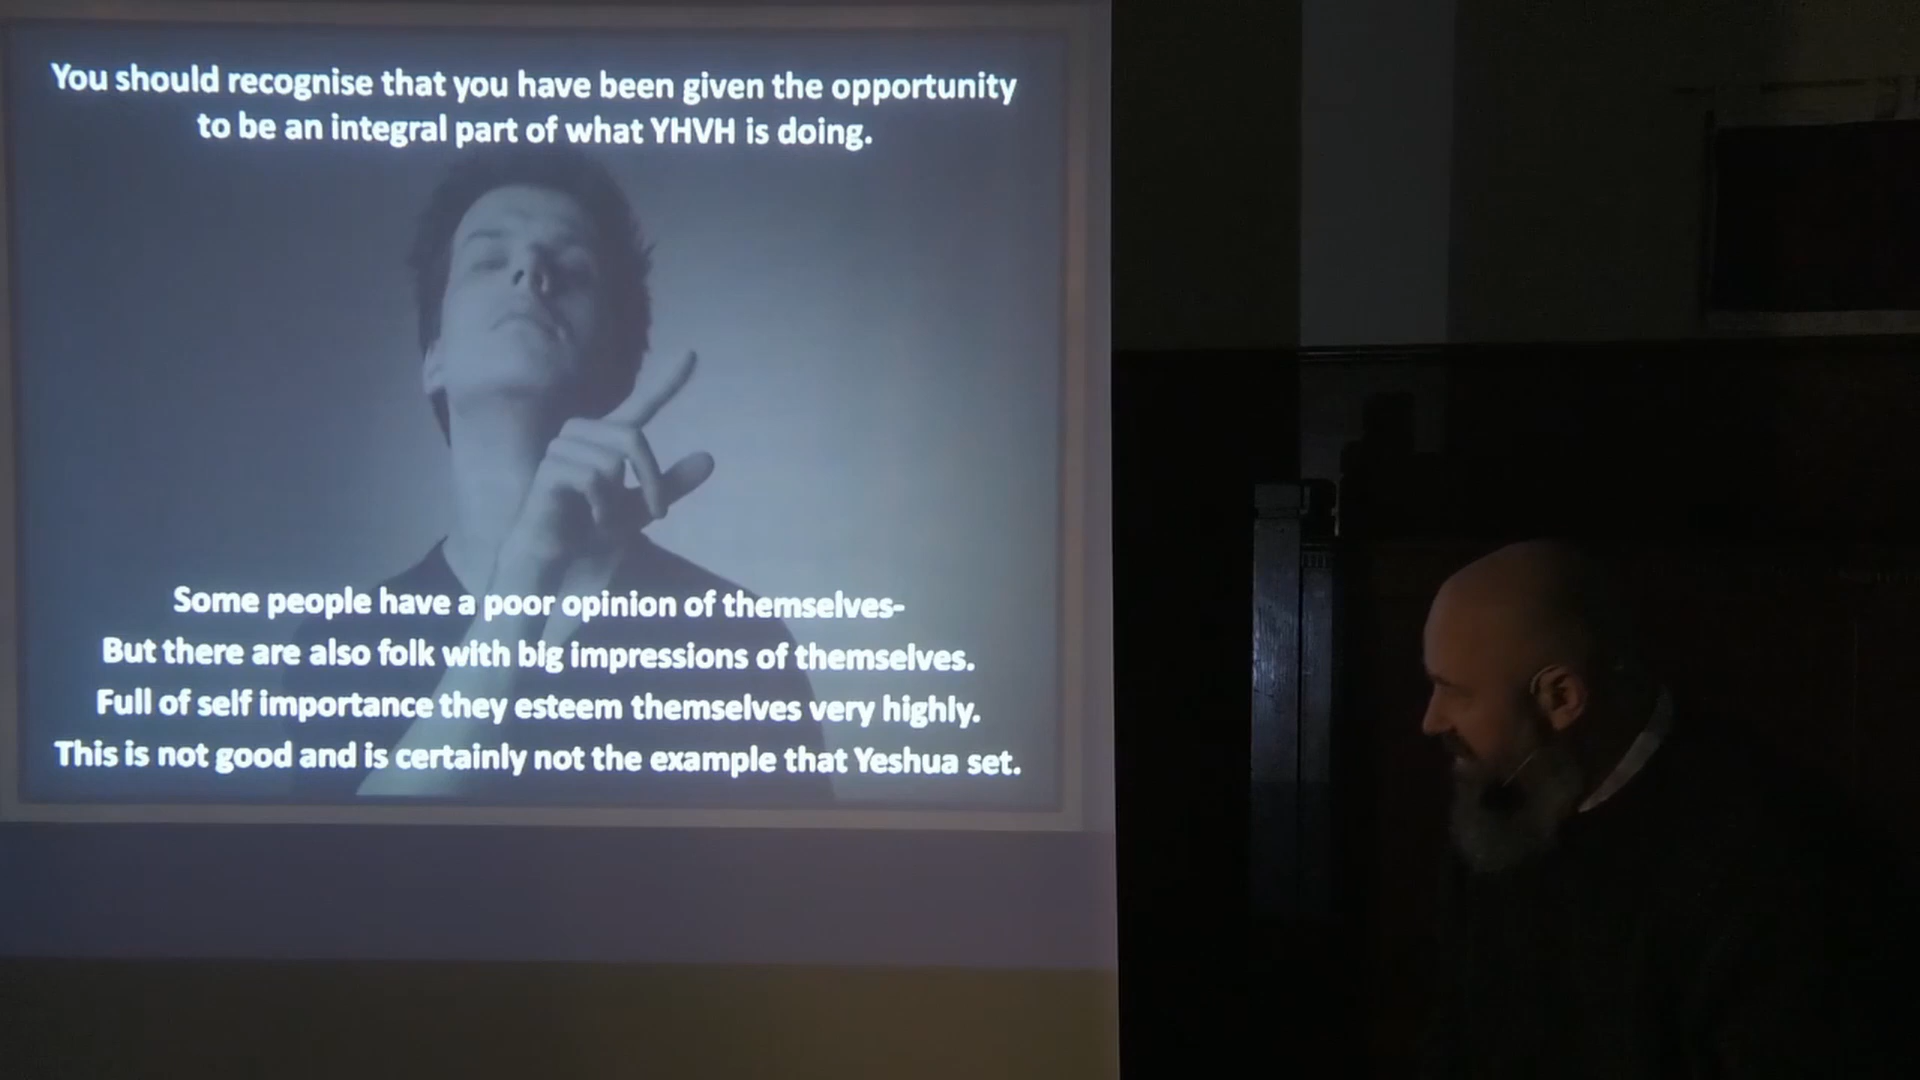 You should recognise that you have been given the opportunity
to be an integral part of what YHVH is doing.
Some people have a poor opinion of themselves-
But there are also folk with big impressions of themselves.
Full of self importance they esteem themselves very highly.
This is not good and is certainly not the example that Yeshua set.